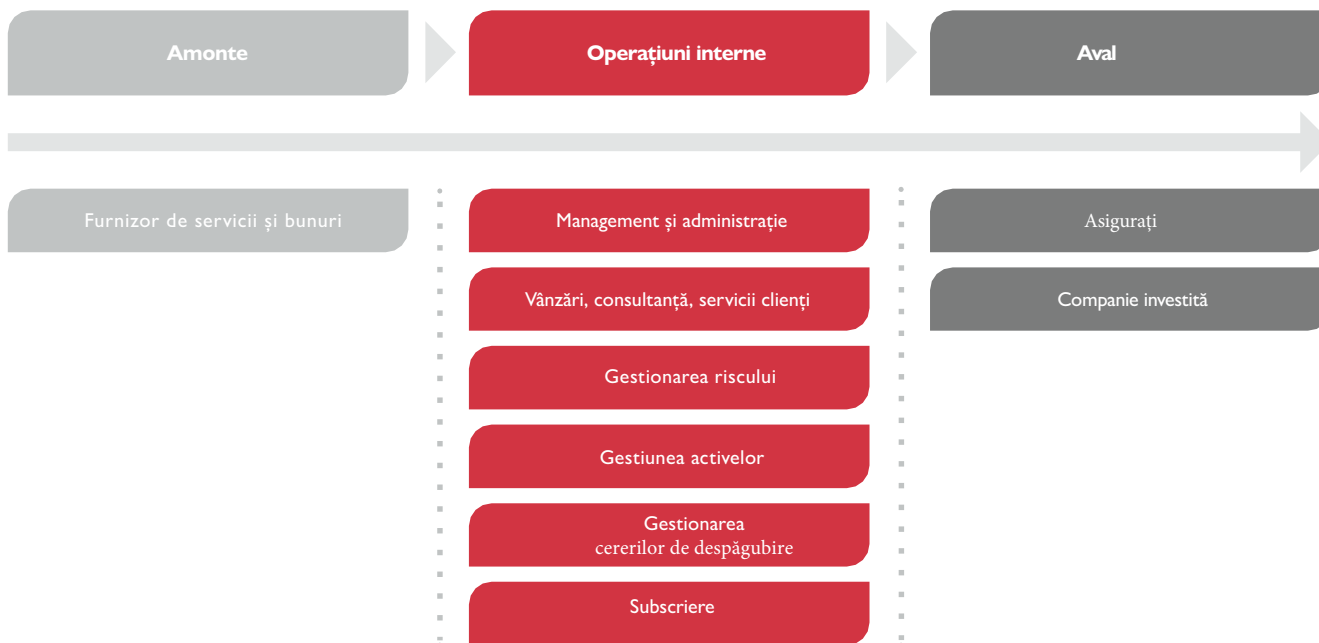 Amonte
Operațiuni interne
Aval
Furnizor de servicii și bunuri
Management și administrație
Asigurați
Vânzări, consultanță, servicii clienți
Companie investită
Gestionarea riscului
Gestiunea activelor
Gestionarea
cererilor de despăgubire
Subscriere